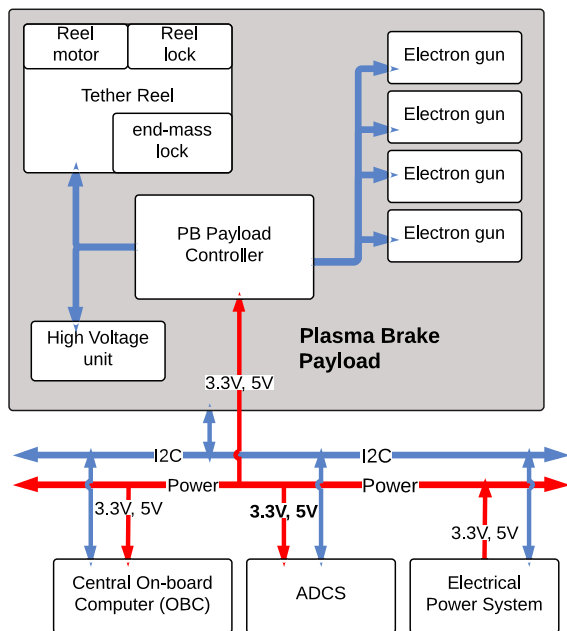 Reel
motor
Reel
lock
Tether Reel
end-mass
lock
Electron gun
Electron gun
Electron gun
Electron gun
PB Payload
Controller
High Voltage
unit
Plasma Brake
Payload
3.3V, 5V
I2C
I2C
Power
Power
3.3V, 5V
3.3V, 5V
3.3V, 5V
Central On-board
Computer (OBC)
ADCS
Electrical
Power System